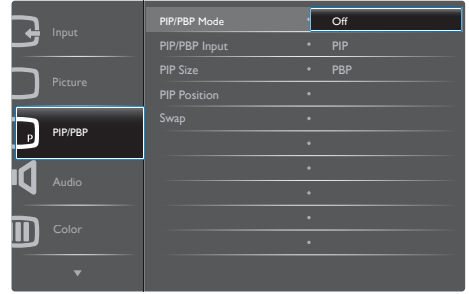 Input
Picture
P
PIP/PBP
Audio
Color
PIP/PBP Mode • Off
PIP/PBP Input • PIP
PIP Size • PBP
PIP Position •
Swap •
•
•
•
•
•
▼